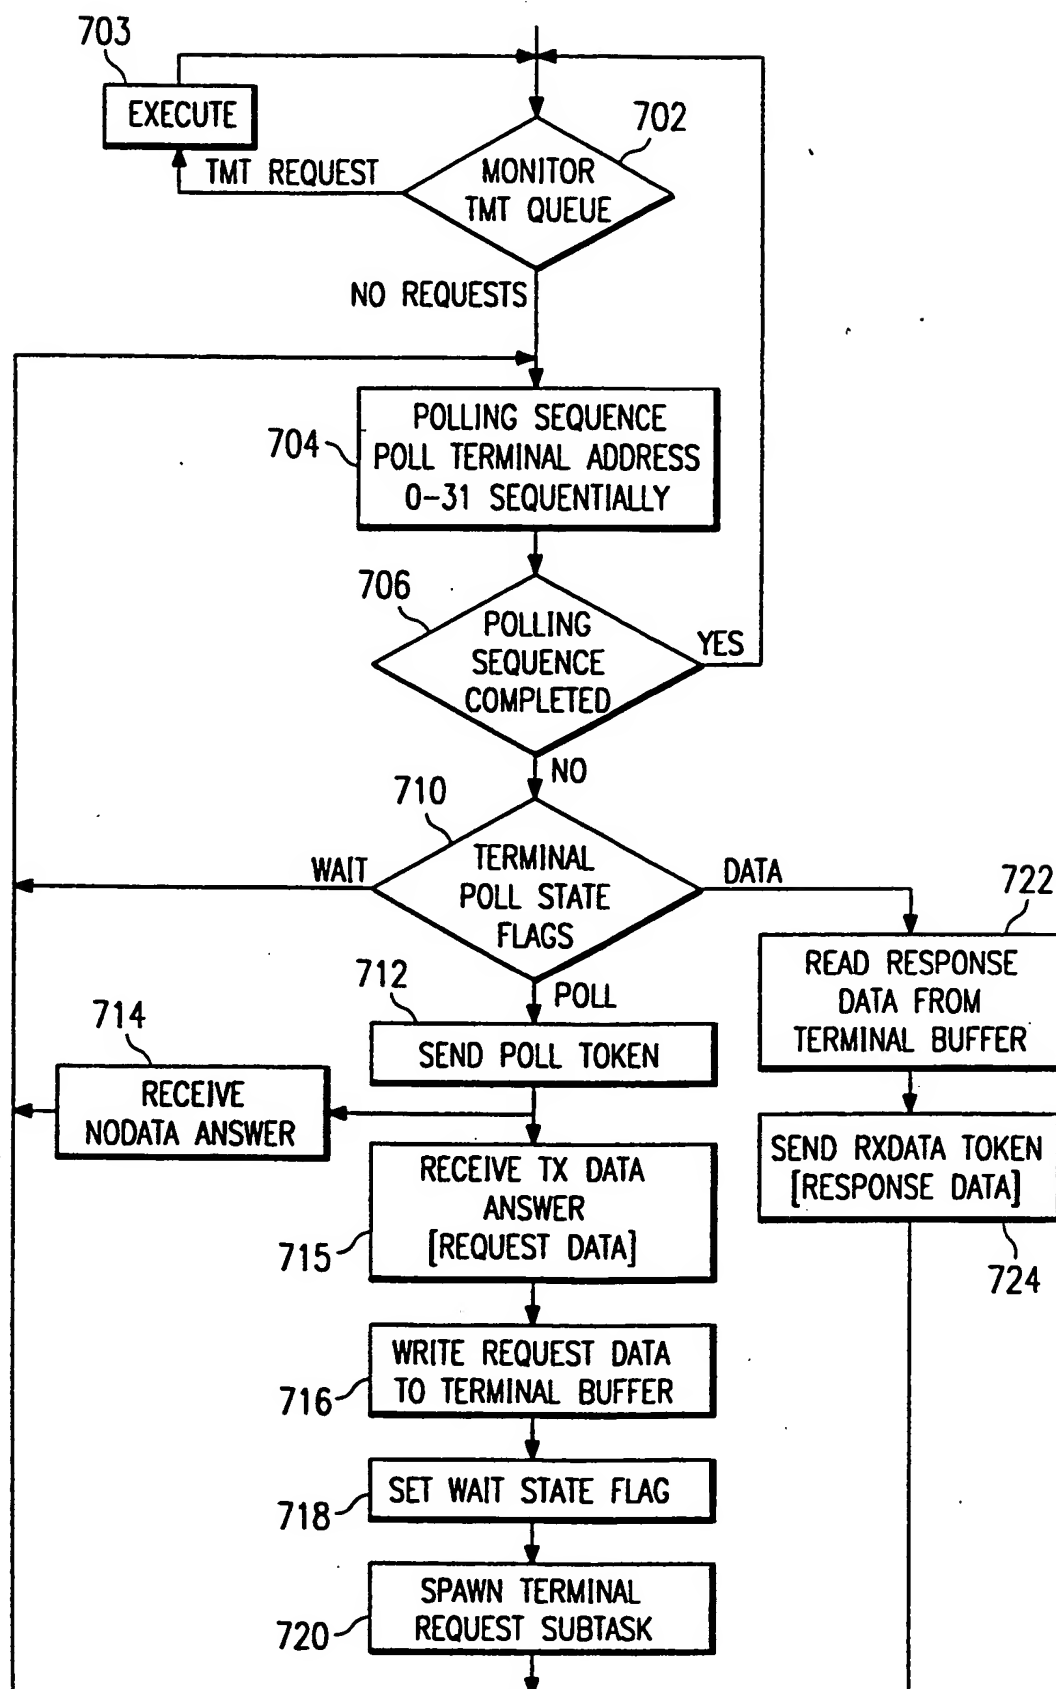 703
EXECUTE
702
TMT REQUEST
MONITOR
TMT QUEUE
NO REQUESTS
704
POLLING SEQUENCE
POLL TERMINAL ADDRESS
0-31 SEQUENTIALLY
706
POLLING
SEQUENCE
COMPLETED
YES
NO
710
WAIT
TERMINAL
POLL STATE
FLAGS
DATA
722
READ RESPONSE
DATA FROM
TERMINAL BUFFER
712
POLL
SEND POLL TOKEN
714
RECEIVE
NODATA ANSWER
RECEIVE TX DATA
ANSWER
[REQUEST DATA]
715
SEND RXDATA TOKEN
[RESPONSE DATA]
724
WRITE REQUEST DATA
TO TERMINAL BUFFER
716
SET WAIT STATE FLAG
718
SPAWN TERMINAL
REQUEST SUBTASK
720